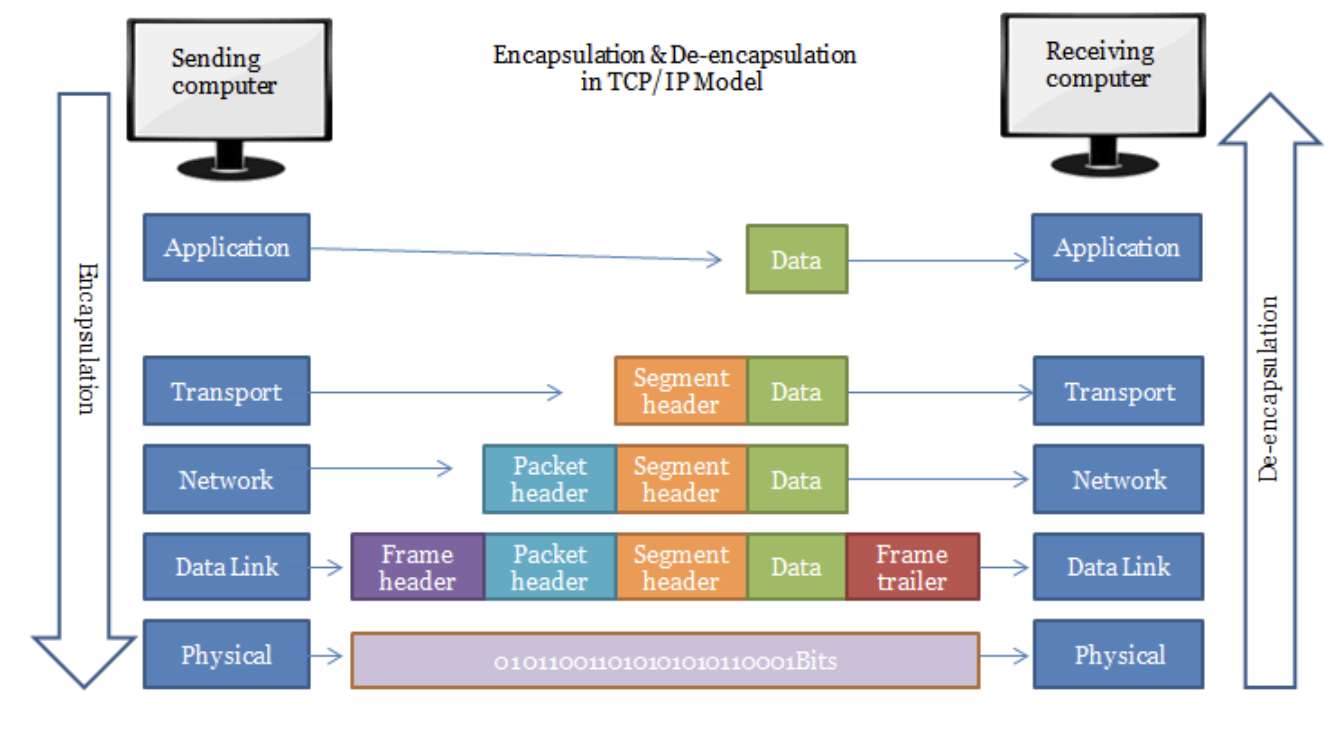 Sending
computer
Encapsulation & De-encapsulation
in TCP/IP Model
Receiving
computer
Encapsulation
De-encapsulation
Application
Data
Application
Transport
Segment
header
Data
Transport
Network
Packet
header
Segment
header
Data
Network
Data Link
Frame
header
Packet
header
Segment
header
Data
Frame
trailer
Data Link
Physical
0101100110101010110001Bits
Physical